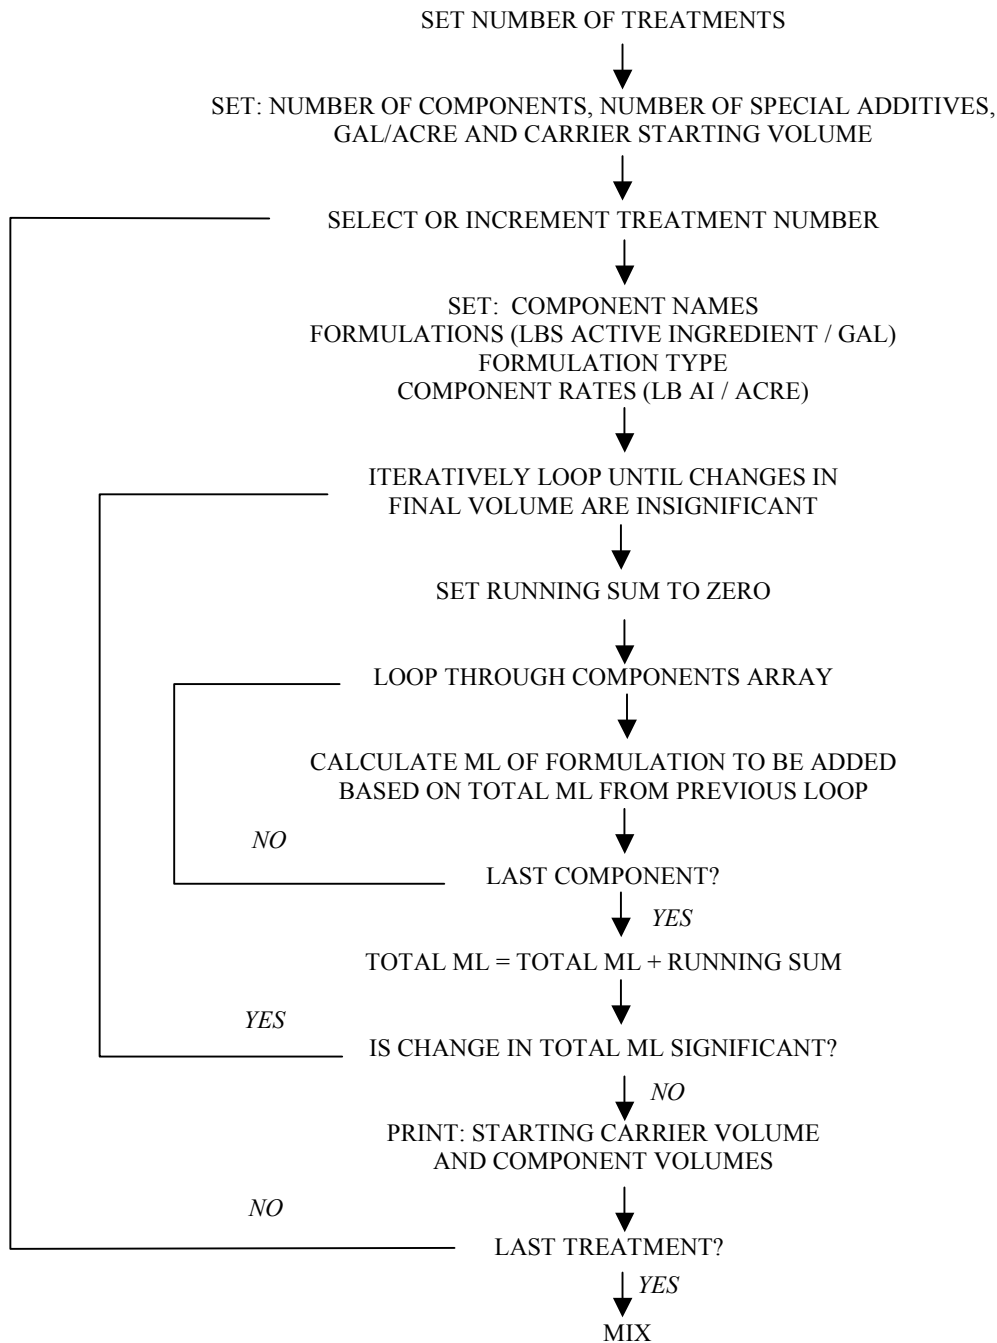 SET NUMBER OF TREATMENTS
SET: NUMBER OF COMPONENTS, NUMBER OF SPECIAL ADDITIVES,
GAL/ACRE AND CARRIER STARTING VOLUME
SELECT OR INCREMENT TREATMENT NUMBER
SET: COMPONENT NAMES
FORMULATIONS (LBS ACTIVE INGREDIENT / GAL)
FORMULATION TYPE
COMPONENT RATES (LB AI / ACRE)
ITERATIVELY LOOP UNTIL CHANGES IN
FINAL VOLUME ARE INSIGNIFICANT
SET RUNNING SUM TO ZERO
LOOP THROUGH COMPONENTS ARRAY
CALCULATE ML OF FORMULATION TO BE ADDED
BASED ON TOTAL ML FROM PREVIOUS LOOP
NO
LAST COMPONENT?
YES
TOTAL ML = TOTAL ML + RUNNING SUM
YES
IS CHANGE IN TOTAL ML SIGNIFICANT?
NO
PRINT: STARTING CARRIER VOLUME
AND COMPONENT VOLUMES
NO
LAST TREATMENT?
YES
MIX